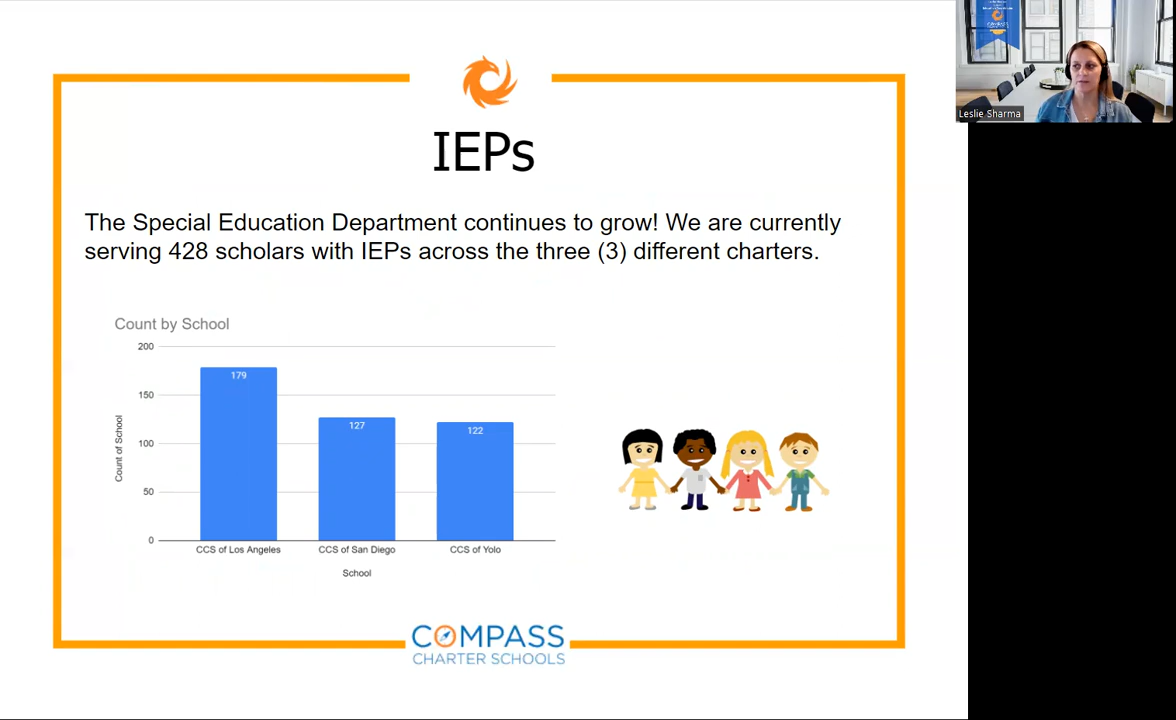 IEPs
The Special Education Department continues to grow! We are currently
serving 428 scholars with IEPs across the three (3) different charters.
Count by School
200
150
100
50
0
Count of School
179
127
122
CCS of Los Angeles
CCS of San Diego
CCS of Yolo
School
COMPASS
CHARTER SCHOOLS
Leslie Sharma